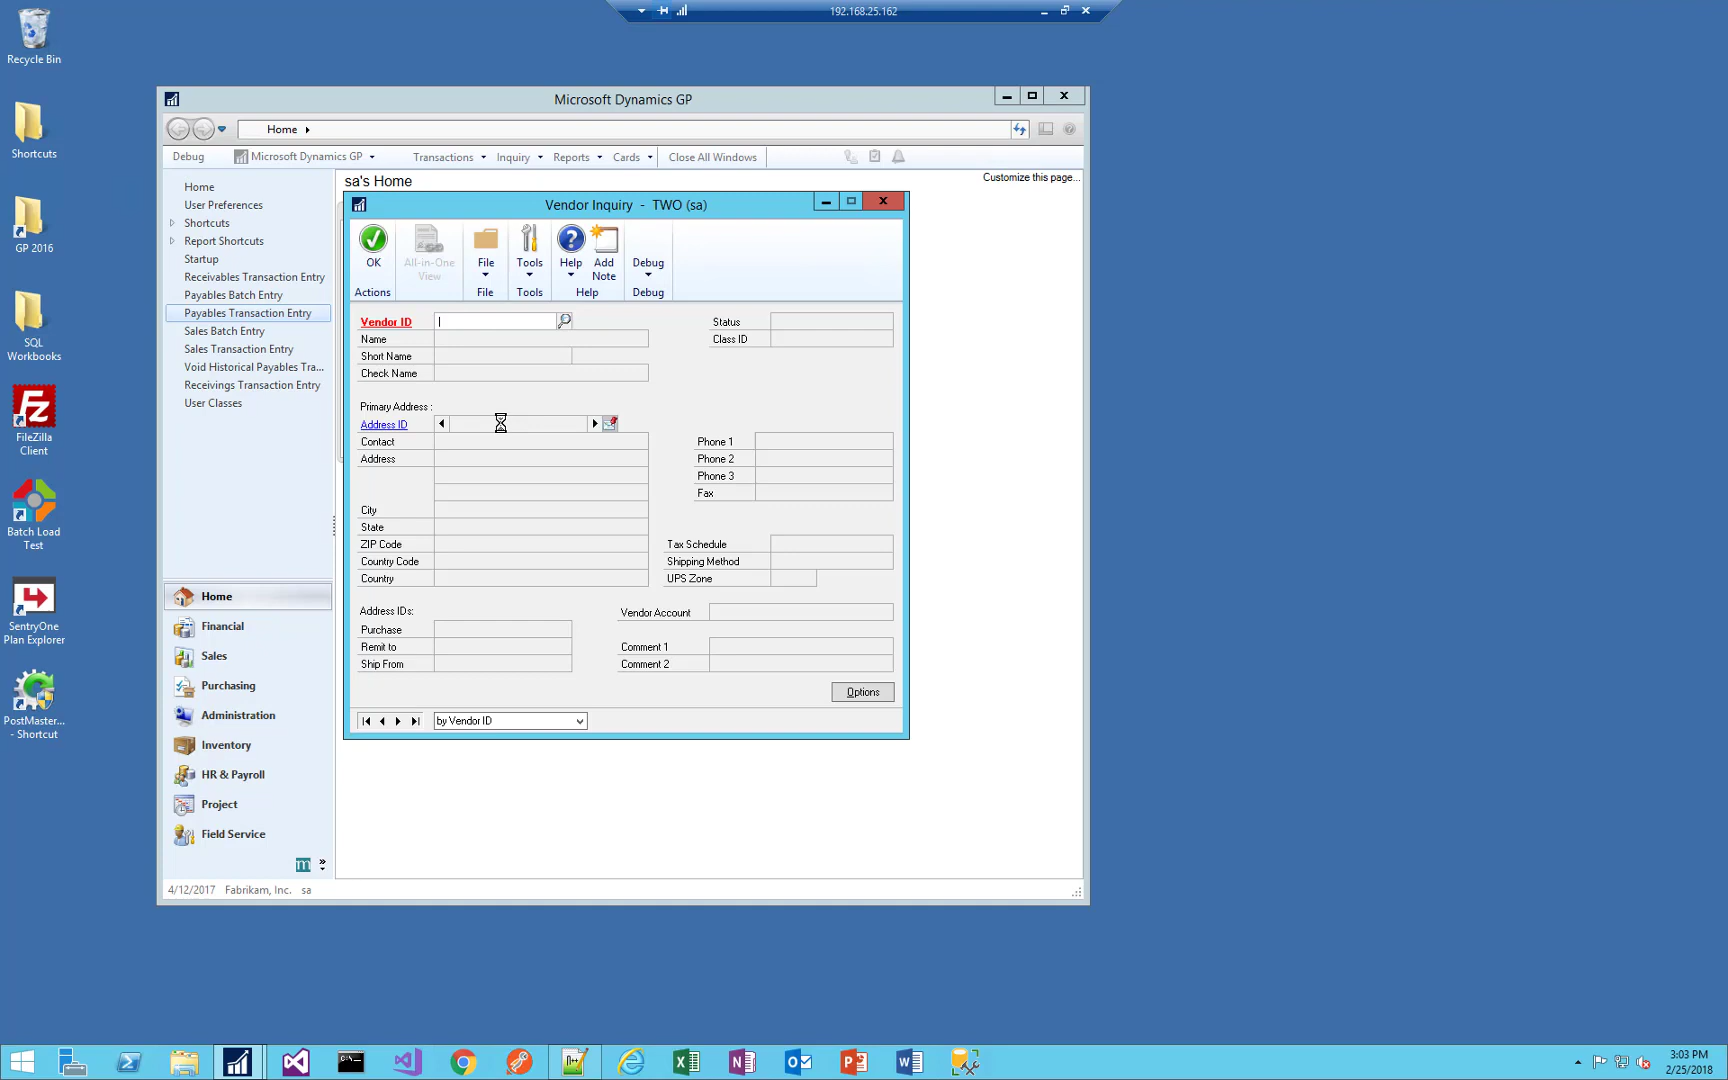 192.168.25.162
Recycle Bin
Shortcuts
GP 2016
SQL
Workbooks
FileZilla
Client
Batch Load
Test
SentryOne
Plan Explorer
PostMaster...
- Shortcut
Microsoft Dynamics GP
Home
Debug Microsoft Dynamics GP Transactions Inquiry Reports Cards Close All Windows
Home
User Preferences
Shortcuts
Report Shortcuts
Startup
Receivables Transaction Entry
Payables Batch Entry
Payables Transaction Entry
Sales Batch Entry
Sales Transaction Entry
Void Historical Payables Tra...
Receivings Transaction Entry
User Classes
Home
Financial
Sales
Purchasing
Administration
Inventory
HR & Payroll
Project
Field Service
m
sa's Home
Customize this page...
Vendor Inquiry - TWO (sa)
OK
All-in-One
View
File
Tools
Help
Add
Note
Debug
Actions File Tools Help Debug
Vendor ID
Name
Short Name
Check Name
Status
Class ID
Primary Address :
Address ID
Contact
Address
City
State
ZIP Code
Country Code
Country
Phone 1
Phone 2
Phone 3
Fax
Tax Schedule
Shipping Method
UPS Zone
Address IDs:
Purchase
Remit to
Ship From
Vendor Account
Comment 1
Comment 2
Options
by Vendor ID
4/12/2017 Fabrikam, Inc. sa
3:03 PM
2/25/2018